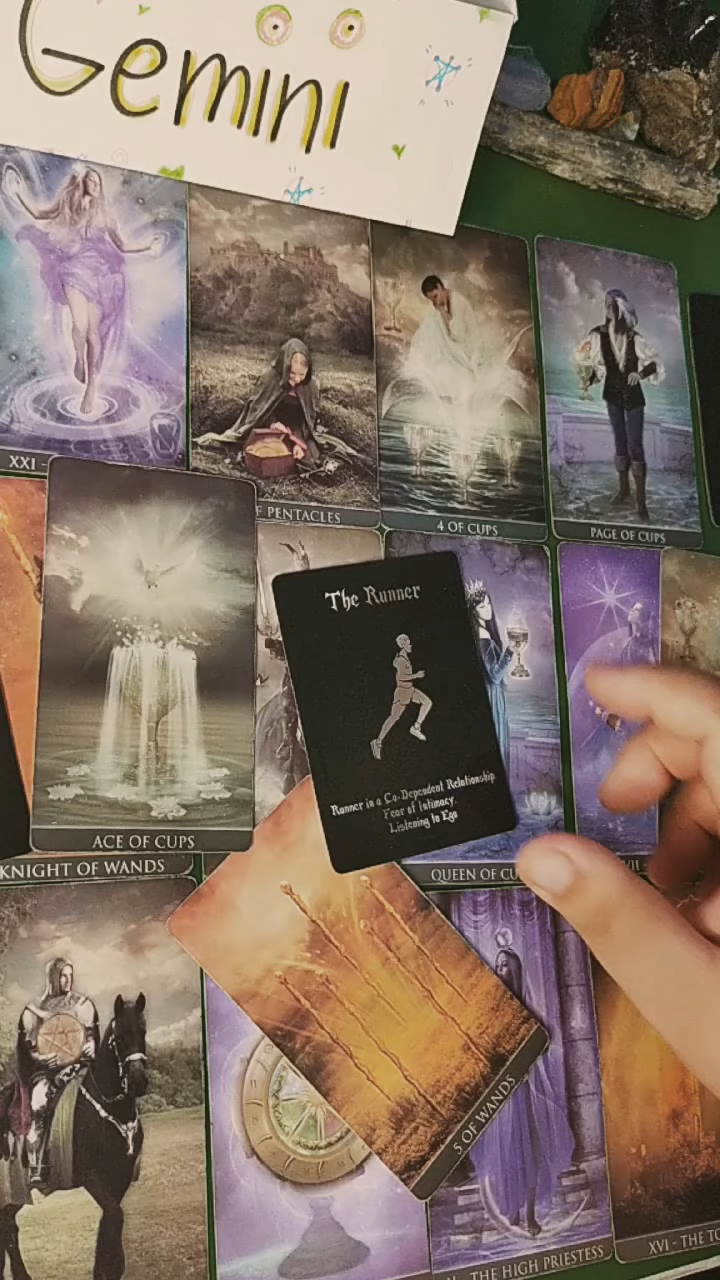 Gemini
XXI -
F PENTACLES
4 OF CUPS
PAGE OF CUPS
The Runner
Runner in a Co-Dependent Relationship
Fear of Intimacy.
Listening to Ego
ACE OF CUPS
KNIGHT OF WANDS
QUEEN OF CU
VII -
5 OF WANDS
- THE HIGH PRIESTESS
XVI - THE TO